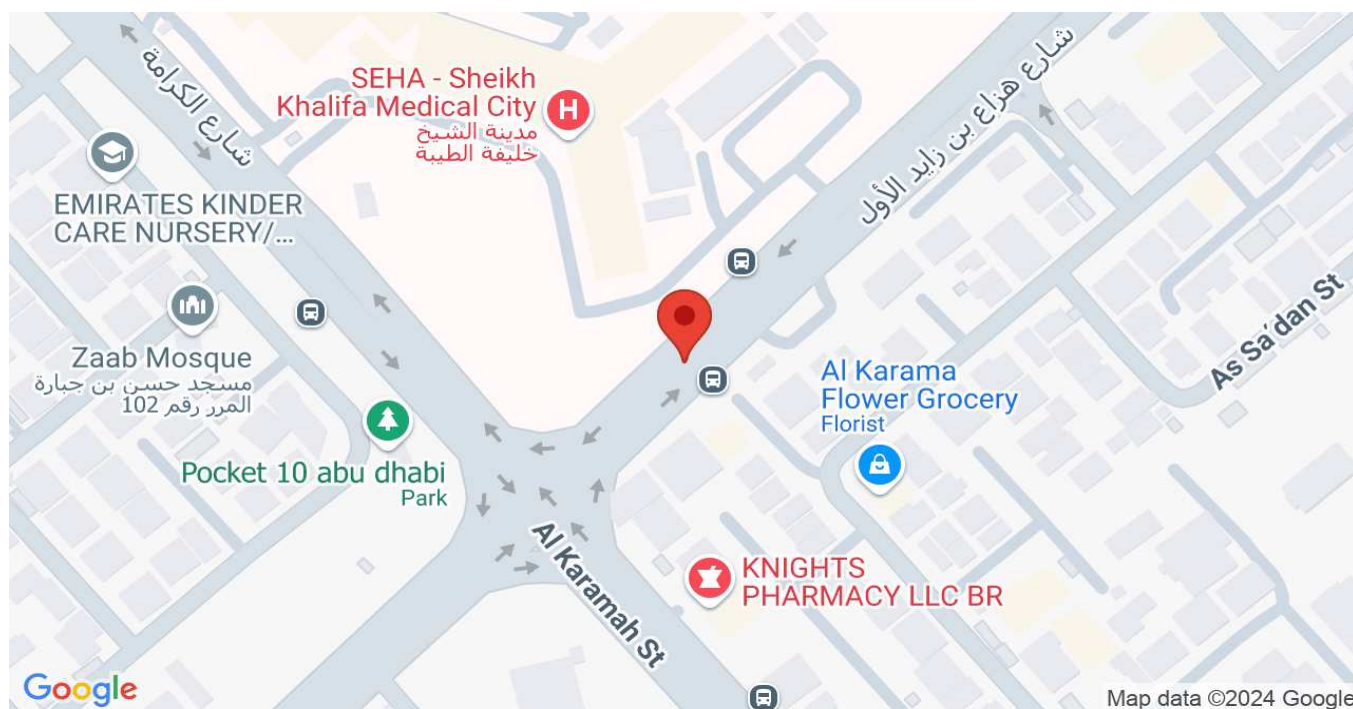 شارع الكرامة
SEHA - Sheikh
Khalifa Medical City
مدينة الشيخ
خليفة الطيبة
H
شارع هزاع بن زايد الأول
EMIRATES KINDER
CARE NURSERY/...
Zaab Mosque
مسجد حسن بن جبارة
المرر رقم 102
As Sa'dan St
Al Karama
Flower Grocery
Florist
Pocket 10 abu dhabi
Park
Al Karamah St
KNIGHTS
PHARMACY LLC BR
Google
Map data ©2024 Google